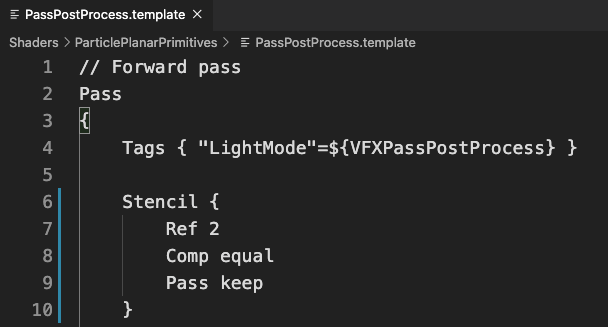 PassPostProcess.template ×
Shaders > ParticlePlanarPrimitives > PassPostProcess.template
1 // Forward pass
2 Pass
3 {
4 Tags { "LightMode"=${VFXPassPostProcess} }
5
6 Stencil {
7 Ref 2
8 Comp equal
9 Pass keep
10 }